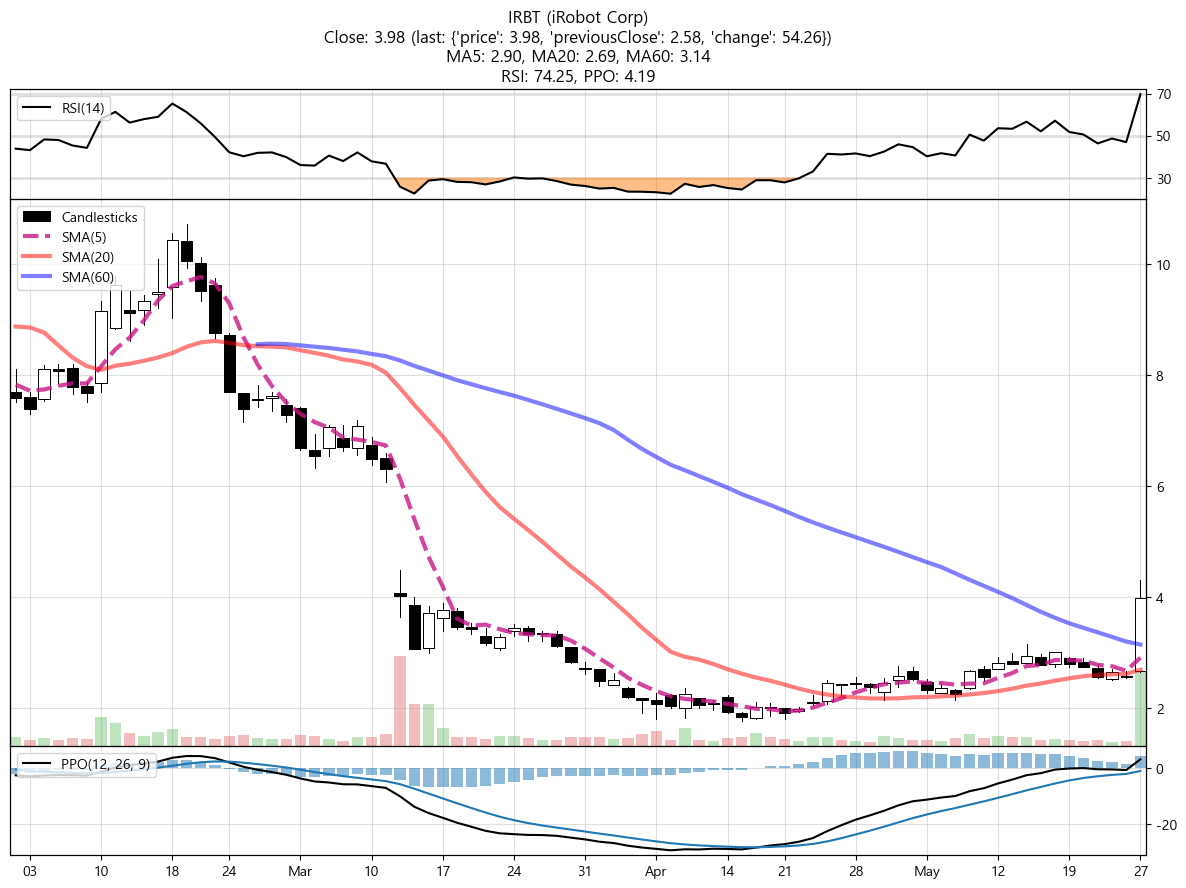 IRBT (iRobot Corp)
Close: 3.98 (last: {'price': 3.98, 'previousClose': 2.58, 'change': 54.26})
MA5: 2.90, MA20: 2.69, MA60: 3.14
RSI: 74.25, PPO: 4.19
RSI(14)
70
50
30
Candlesticks
SMA(5)
SMA(20)
SMA(60)
10
8
6
4
2
PPO(12, 26, 9)
0
-20
03 10 18 24 Mar 10 17 24 Apr 14 21 28 May 12 19 27